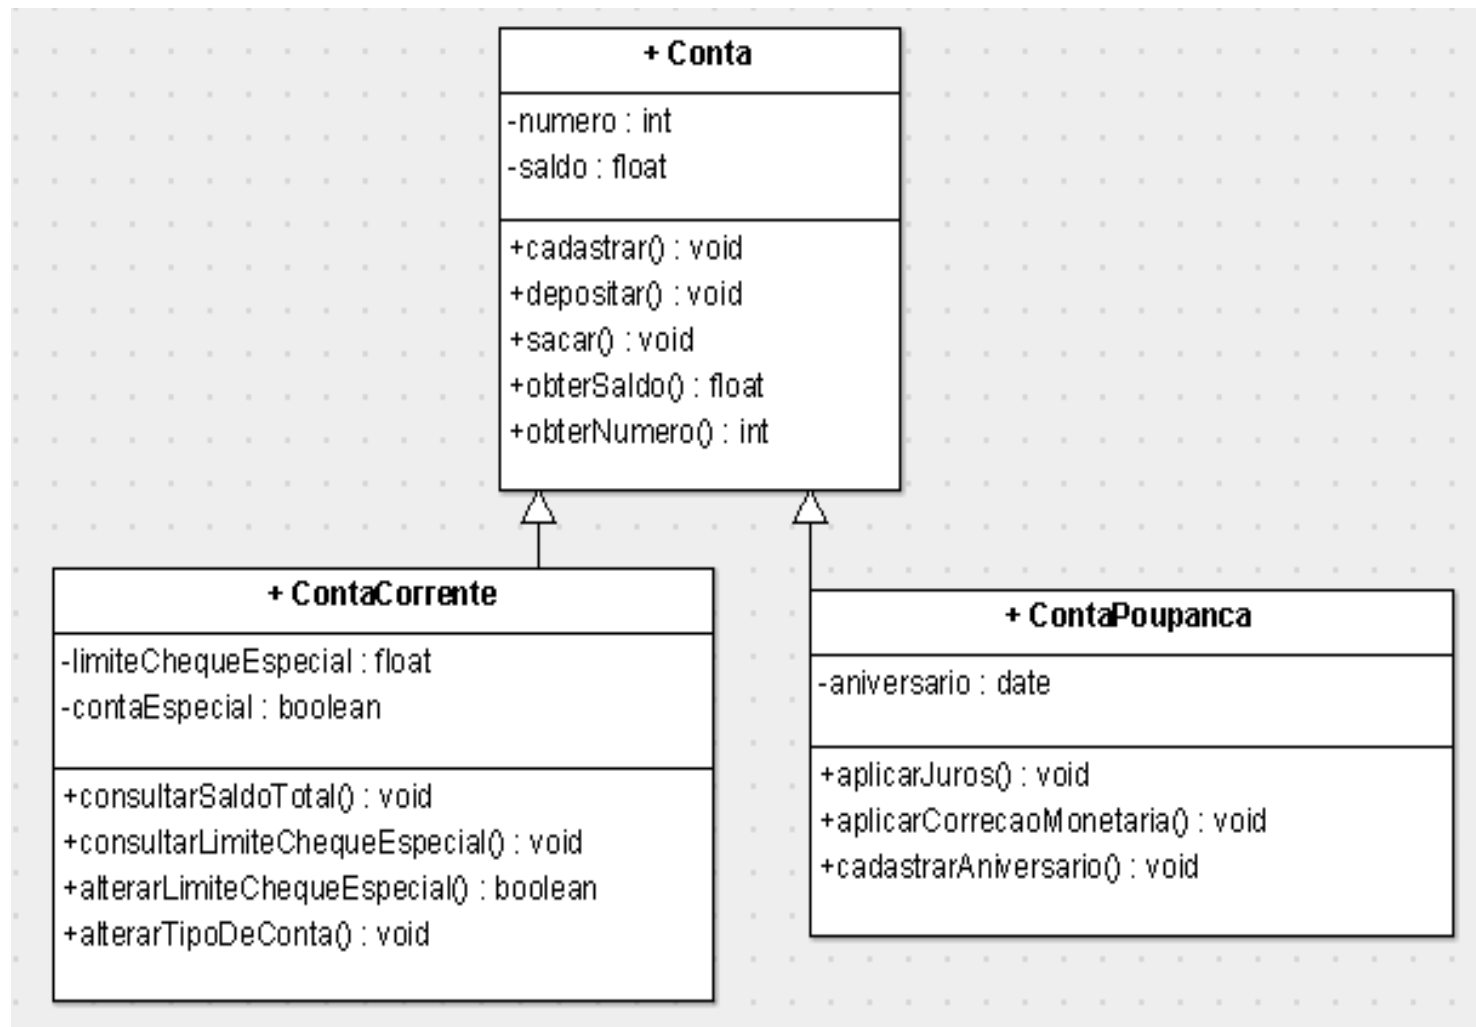 + Conta
-numero : int
-saldo : float
+cadastrar() : void
+depositar() : void
+sacar() : void
+obterSaldo() : float
+obterNumero() : int
+ ContaCorrente
-limiteChequeEspecial : float
-contaEspecial : boolean
+consultarSaldoTotal() : void
+consultarLimiteChequeEspecial() : void
+alterarLimiteChequeEspecial() : boolean
+alterarTipoDeConta() : void
+ ContaPoupanca
-aniversario : date
+aplicarJuros() : void
+aplicarCorrecaoMonetaria() : void
+cadastrarAniversario() : void